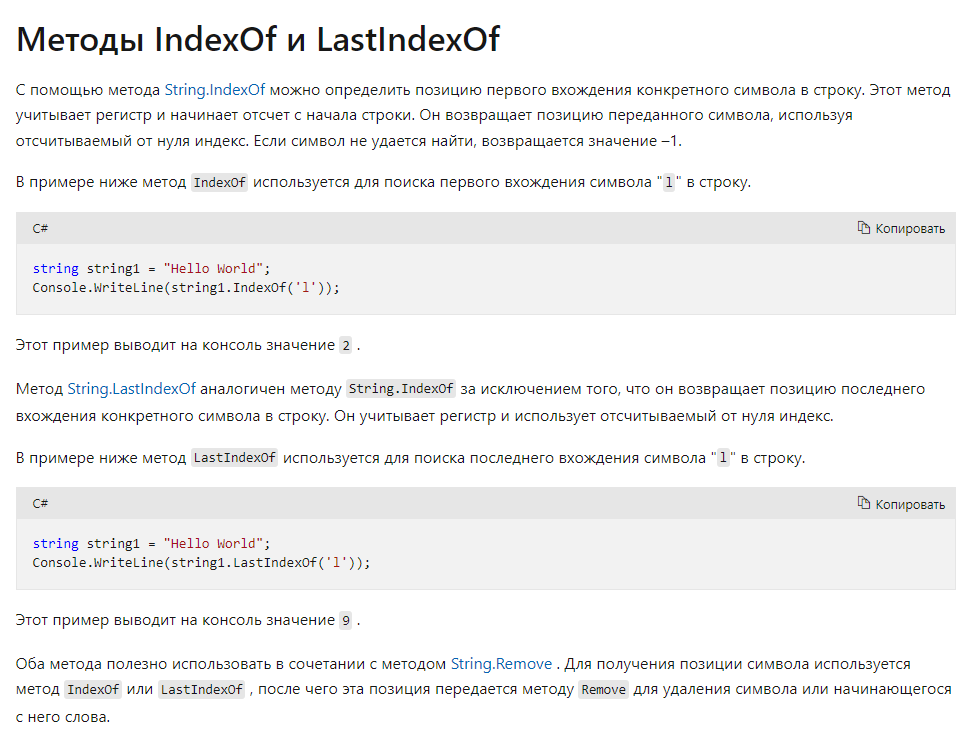 Методы IndexOf и LastIndexOf
С помощью метода String.IndexOf можно определить позицию первого вхождения конкретного символа в строку. Этот метод
учитывает регистр и начинает отсчет с начала строки. Он возвращает позицию переданного символа, используя
отсчитываемый от нуля индекс. Если символ не удается найти, возвращается значение –1.
В примере ниже метод IndexOf используется для поиска первого вхождения символа "l" в строку.
C# Копировать
string string1 = "Hello World";
Console.WriteLine(string1.IndexOf('l'));
Этот пример выводит на консоль значение 2 .
Метод String.LastIndexOf аналогичен методу String.IndexOf за исключением того, что он возвращает позицию последнего
вхождения конкретного символа в строку. Он учитывает регистр и использует отсчитываемый от нуля индекс.
В примере ниже метод LastIndexOf используется для поиска последнего вхождения символа "l" в строку.
C# Копировать
string string1 = "Hello World";
Console.WriteLine(string1.LastIndexOf('l'));
Этот пример выводит на консоль значение 9 .
Оба метода полезно использовать в сочетании с методом String.Remove . Для получения позиции символа используется
метод IndexOf или LastIndexOf , после чего эта позиция передается методу Remove для удаления символа или начинающегося
с него слова.